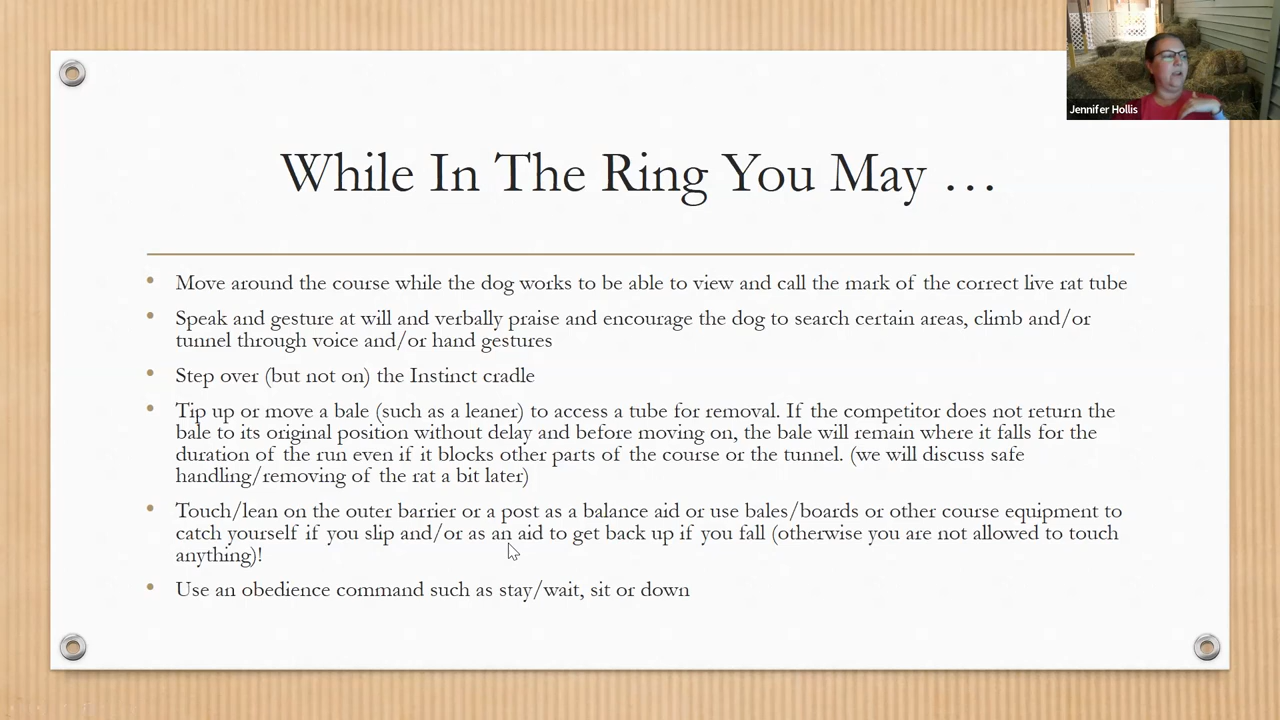 Jennifer Hollis
While In The Ring You May …
• Move around the course while the dog works to be able to view and call the mark of the correct live rat tube
• Speak and gesture at will and verbally praise and encourage the dog to search certain areas, climb and/or
tunnel through voice and/or hand gestures
• Step over (but not on) the Instinct cradle
• Tip up or move a bale (such as a leaner) to access a tube for removal. If the competitor does not return the
bale to its original position without delay and before moving on, the bale will remain where it falls for the
duration of the run even if it blocks other parts of the course or the tunnel. (we will discuss safe
handling/removing of the rat a bit later)
• Touch/lean on the outer barrier or a post as a balance aid or use bales/boards or other course equipment to
catch yourself if you slip and/or as an aid to get back up if you fall (otherwise you are not allowed to touch
anything)!
• Use an obedience command such as stay/wait, sit or down